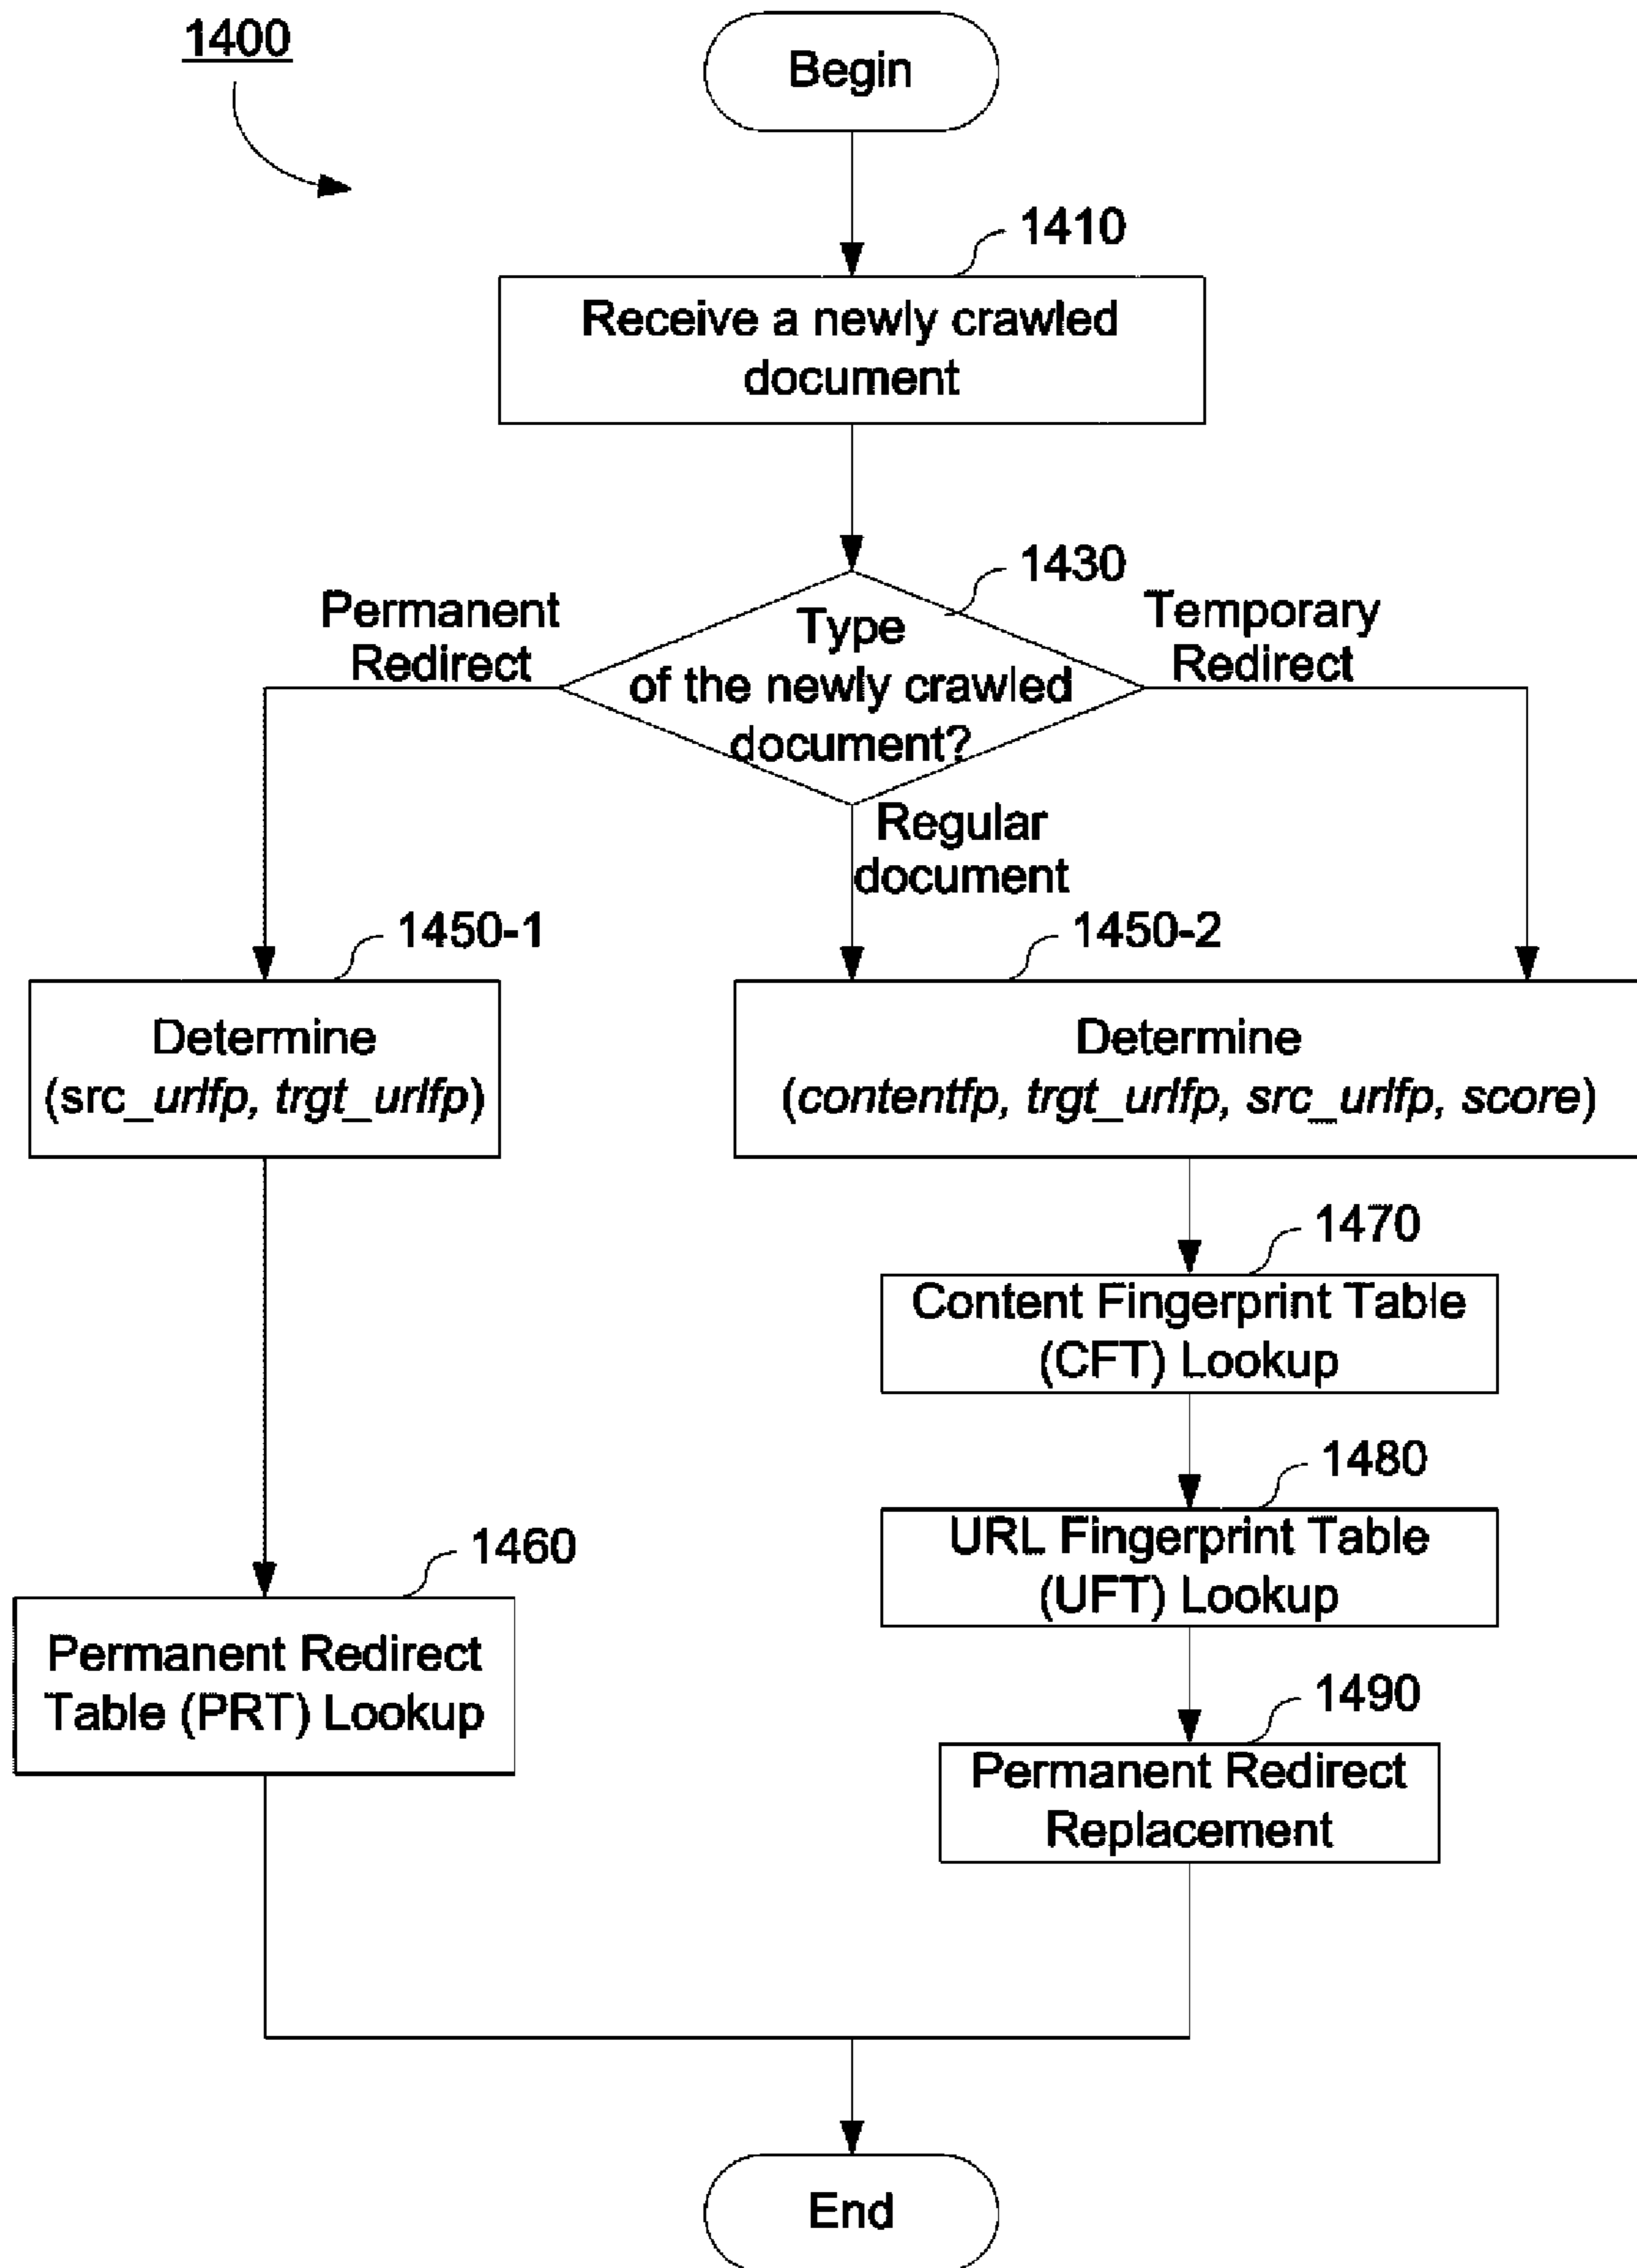 1400
Begin
1410
Receive a newly crawled
document
1430
Permanent
Redirect
Type
of the newly crawled
document?
Temporary
Redirect
Regular
document
1450-1
1450-2
Determine
(src_urlfp, trgt_urlfp)
Determine
(contentfp, trgt_urlfp, src_urlfp, score)
1470
Content Fingerprint Table
(CFT) Lookup
1480
URL Fingerprint Table
(UFT) Lookup
1460
Permanent Redirect
Table (PRT) Lookup
1490
Permanent Redirect
Replacement
End